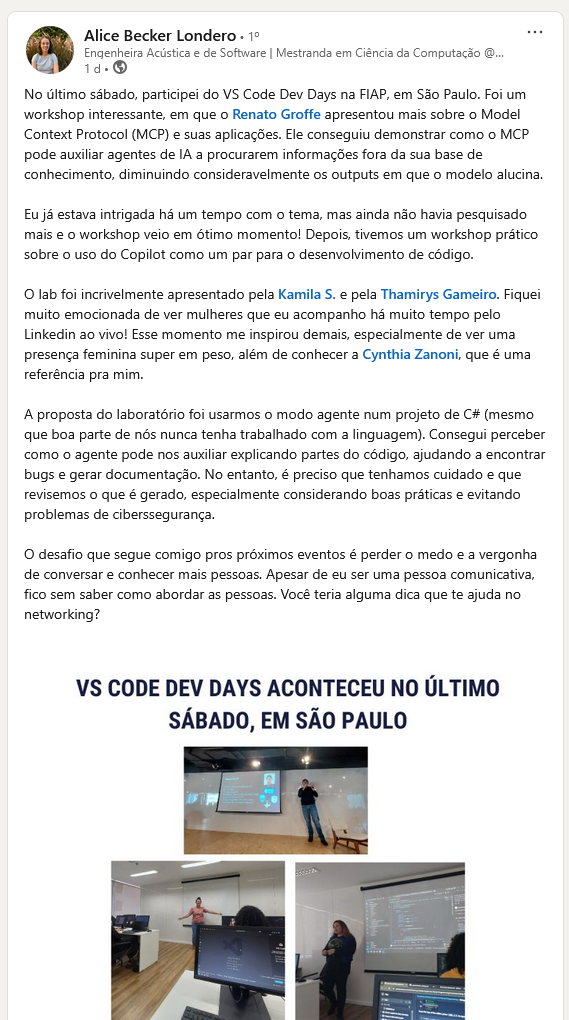 Alice Becker Londero • 1º
Engenheira Acústica e de Software | Mestranda em Ciência da Computação @...
1 d •
No último sábado, participei do VS Code Dev Days na FIAP, em São Paulo. Foi um
workshop interessante, em que o Renato Groffe apresentou mais sobre o Model
Context Protocol (MCP) e suas aplicações. Ele conseguiu demonstrar como o MCP
pode auxiliar agentes de IA a procurarem informações fora da sua base de
conhecimento, diminuindo consideravelmente os outputs em que o modelo alucina.
Eu já estava intrigada há um tempo com o tema, mas ainda não havia pesquisado
mais e o workshop veio em ótimo momento! Depois, tivemos um workshop prático
sobre o uso do Copilot como um par para o desenvolvimento de código.
O lab foi incrivelmente apresentado pela Kamila S. e pela Thamirys Gameiro. Fiquei
muito emocionada de ver mulheres que eu acompanho há muito tempo pelo
Linkedin ao vivo! Esse momento me inspirou demais, especialmente de ver uma
presença feminina super em peso, além de conhecer a Cynthia Zanoni, que é uma
referência pra mim.
A proposta do laboratório foi usarmos o modo agente num projeto de C# (mesmo
que boa parte de nós nunca tenha trabalhado com a linguagem). Consegui perceber
como o agente pode nos auxiliar explicando partes do código, ajudando a encontrar
bugs e gerar documentação. No entanto, é preciso que tenhamos cuidado e que
revisemos o que é gerado, especialmente considerando boas práticas e evitando
problemas de ciberssegurança.
O desafio que segue comigo pros próximos eventos é perder o medo e a vergonha
de conversar e conhecer mais pessoas. Apesar de eu ser uma pessoa comunicativa,
fico sem saber como abordar as pessoas. Você teria alguma dica que te ajuda no
networking?
VS CODE DEV DAYS ACONTECEU NO ÚLTIMO
SÁBADO, EM SÃO PAULO